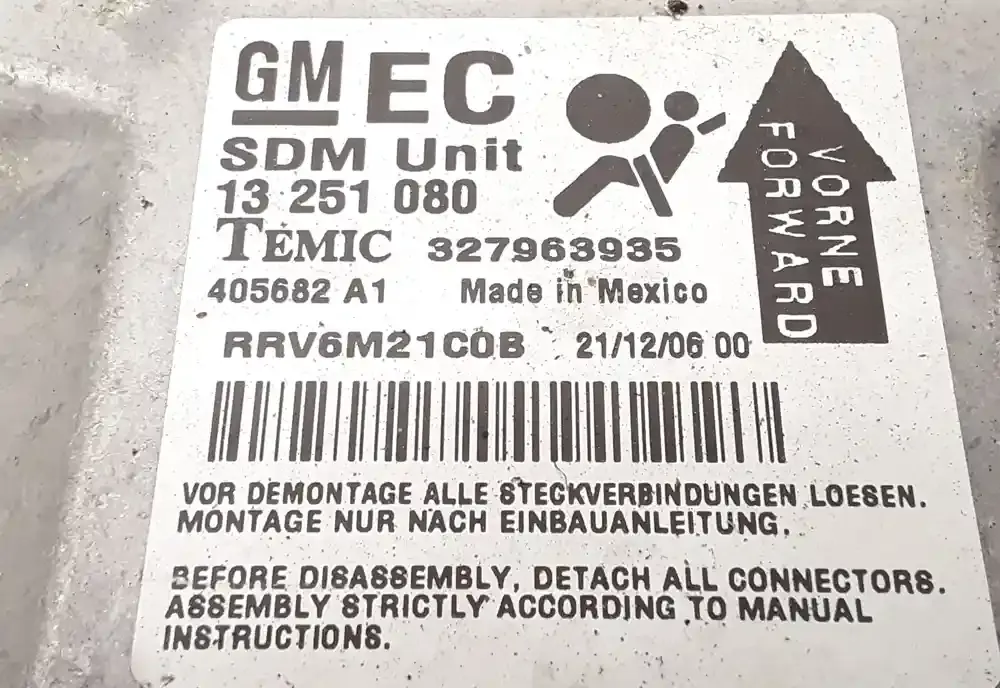 GM EC
SDM Unit
13 251 080
TEMIC 327963935
405682 A1 Made in Mexico
RRV6M21C0B 21/12/06 00
VORNE
FORWARD
VOR DEMONTAGE ALLE STECKVERBINDUNGEN LOESEN.
MONTAGE NUR NACH EINBAUANLEITUNG.
BEFORE DISASSEMBLY, DETACH ALL CONNECTORS.
ASSEMBLY STRICTLY ACCORDING TO MANUAL
INSTRUCTIONS.